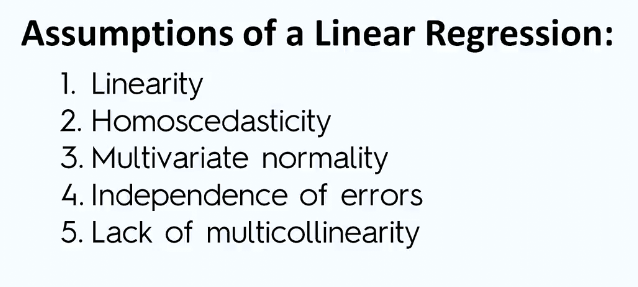 Assumptions of a Linear Regression:
1. Linearity
2. Homoscedasticity
3. Multivariate normality
4. Independence of errors
5. Lack of multicollinearity